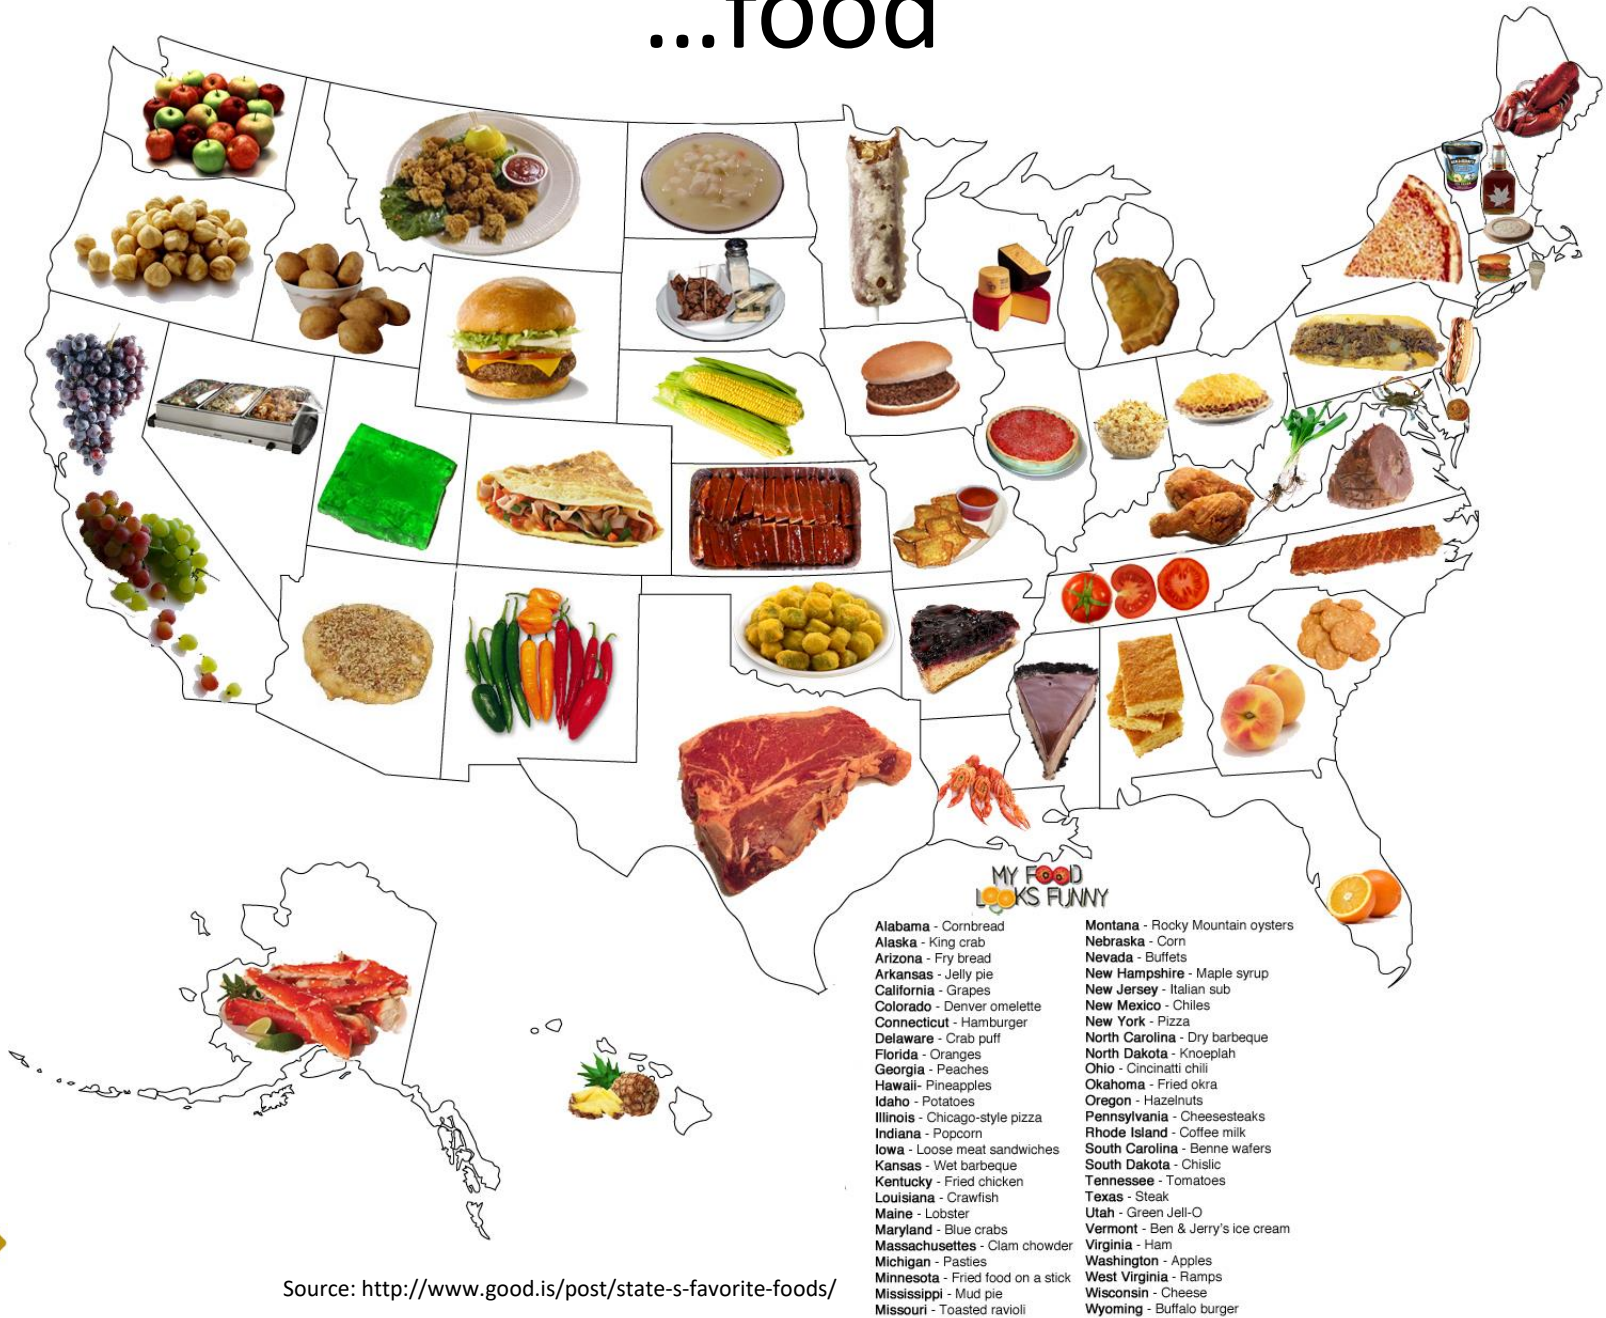 ...food
MY FOOD
LOOKS FUNNY
Alabama - Cornbread
Alaska - King crab
Arizona - Fry bread
Arkansas - Jelly pie
California - Grapes
Colorado - Denver omelette
Connecticut - Hamburger
Delaware - Crab puff
Florida - Oranges
Georgia - Peaches
Hawaii- Pineapples
Idaho - Potatoes
Illinois - Chicago-style pizza
Indiana - Popcorn
Iowa - Loose meat sandwiches
Kansas - Wet barbeque
Kentucky - Fried chicken
Louisiana - Crawfish
Maine - Lobster
Maryland - Blue crabs
Massachusettes - Clam chowder
Michigan - Pasties
Minnesota - Fried food on a stick
Mississippi - Mud pie
Missouri - Toasted ravioli
Montana - Rocky Mountain oysters
Nebraska - Corn
Nevada - Buffets
New Hampshire - Maple syrup
New Jersey - Italian sub
New Mexico - Chiles
New York - Pizza
North Carolina - Dry barbeque
North Dakota - Knoeplah
Ohio - Cincinatti chili
Okahoma - Fried okra
Oregon - Hazelnuts
Pennsylvania - Cheesesteaks
Rhode Island - Coffee milk
South Carolina - Benne wafers
South Dakota - Chislic
Tennessee - Tomatoes
Texas - Steak
Utah - Green Jell-O
Vermont - Ben & Jerry's ice cream
Virginia - Ham
Washington - Apples
West Virginia - Ramps
Wisconsin - Cheese
Wyoming - Buffalo burger
Source: http://www.good.is/post/state-s-favorite-foods/